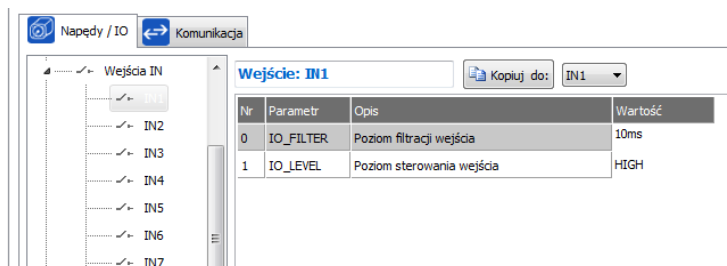 Napędy / IO
Komunikacja
Wejścia IN
IN1
IN2
IN3
IN4
IN5
IN6
IN7
Wejście: IN1
Kopiuj do:
IN1
Nr Parametr Opis Wartość
0 IO_FILTER Poziom filtracji wejścia 10ms
1 IO_LEVEL Poziom sterowania wejścia HIGH